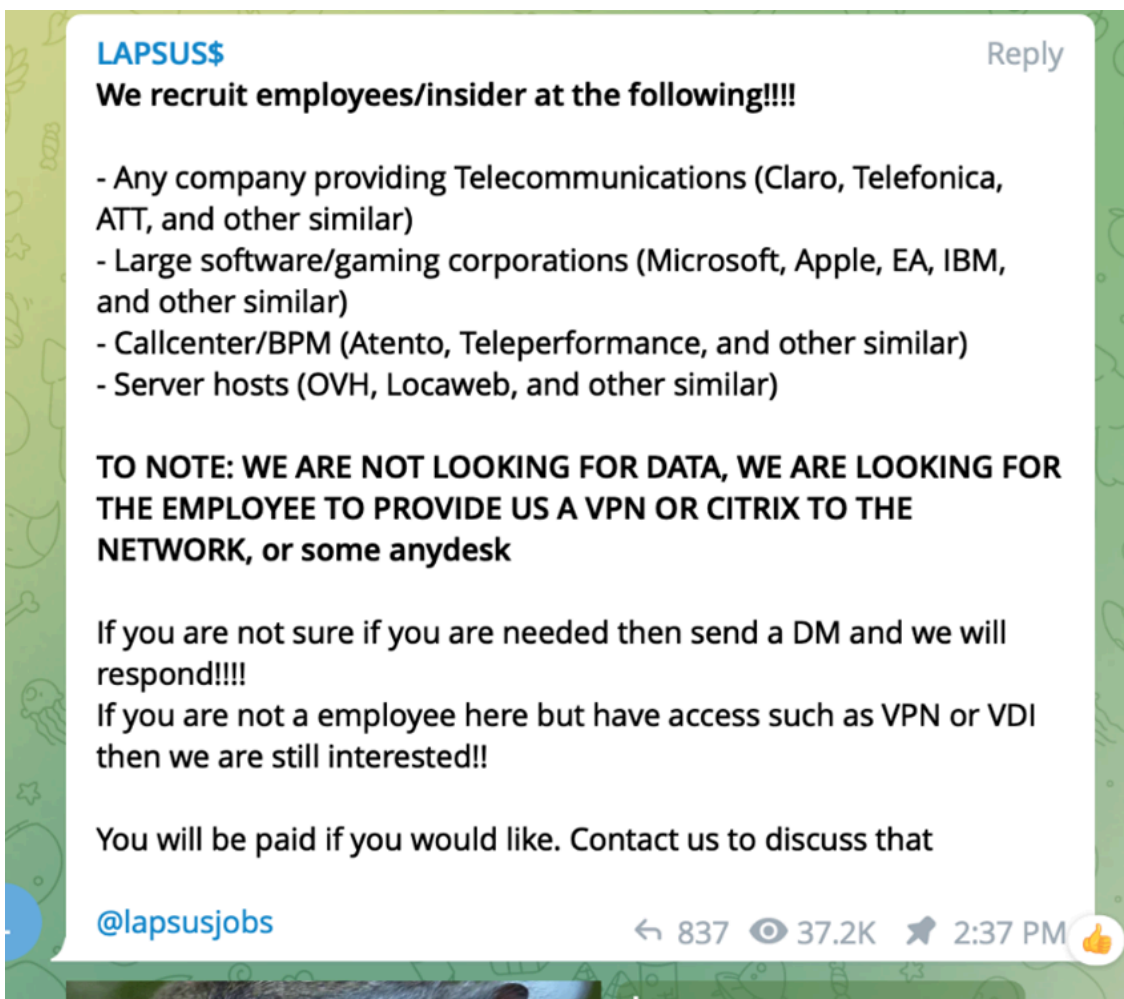 LAPSUS$ Reply
We recruit employees/insider at the following!!!!
- Any company providing Telecommunications (Claro, Telefonica,
ATT, and other similar)
- Large software/gaming corporations (Microsoft, Apple, EA, IBM,
and other similar)
- Callcenter/BPM (Atento, Teleperformance, and other similar)
- Server hosts (OVH, Locaweb, and other similar)
TO NOTE: WE ARE NOT LOOKING FOR DATA, WE ARE LOOKING FOR
THE EMPLOYEE TO PROVIDE US A VPN OR CITRIX TO THE
NETWORK, or some anydesk
If you are not sure if you are needed then send a DM and we will
respond!!!!
If you are not a employee here but have access such as VPN or VDI
then we are still interested!!
You will be paid if you would like. Contact us to discuss that
@lapsusjobs 837 37.2K 2:37 PM